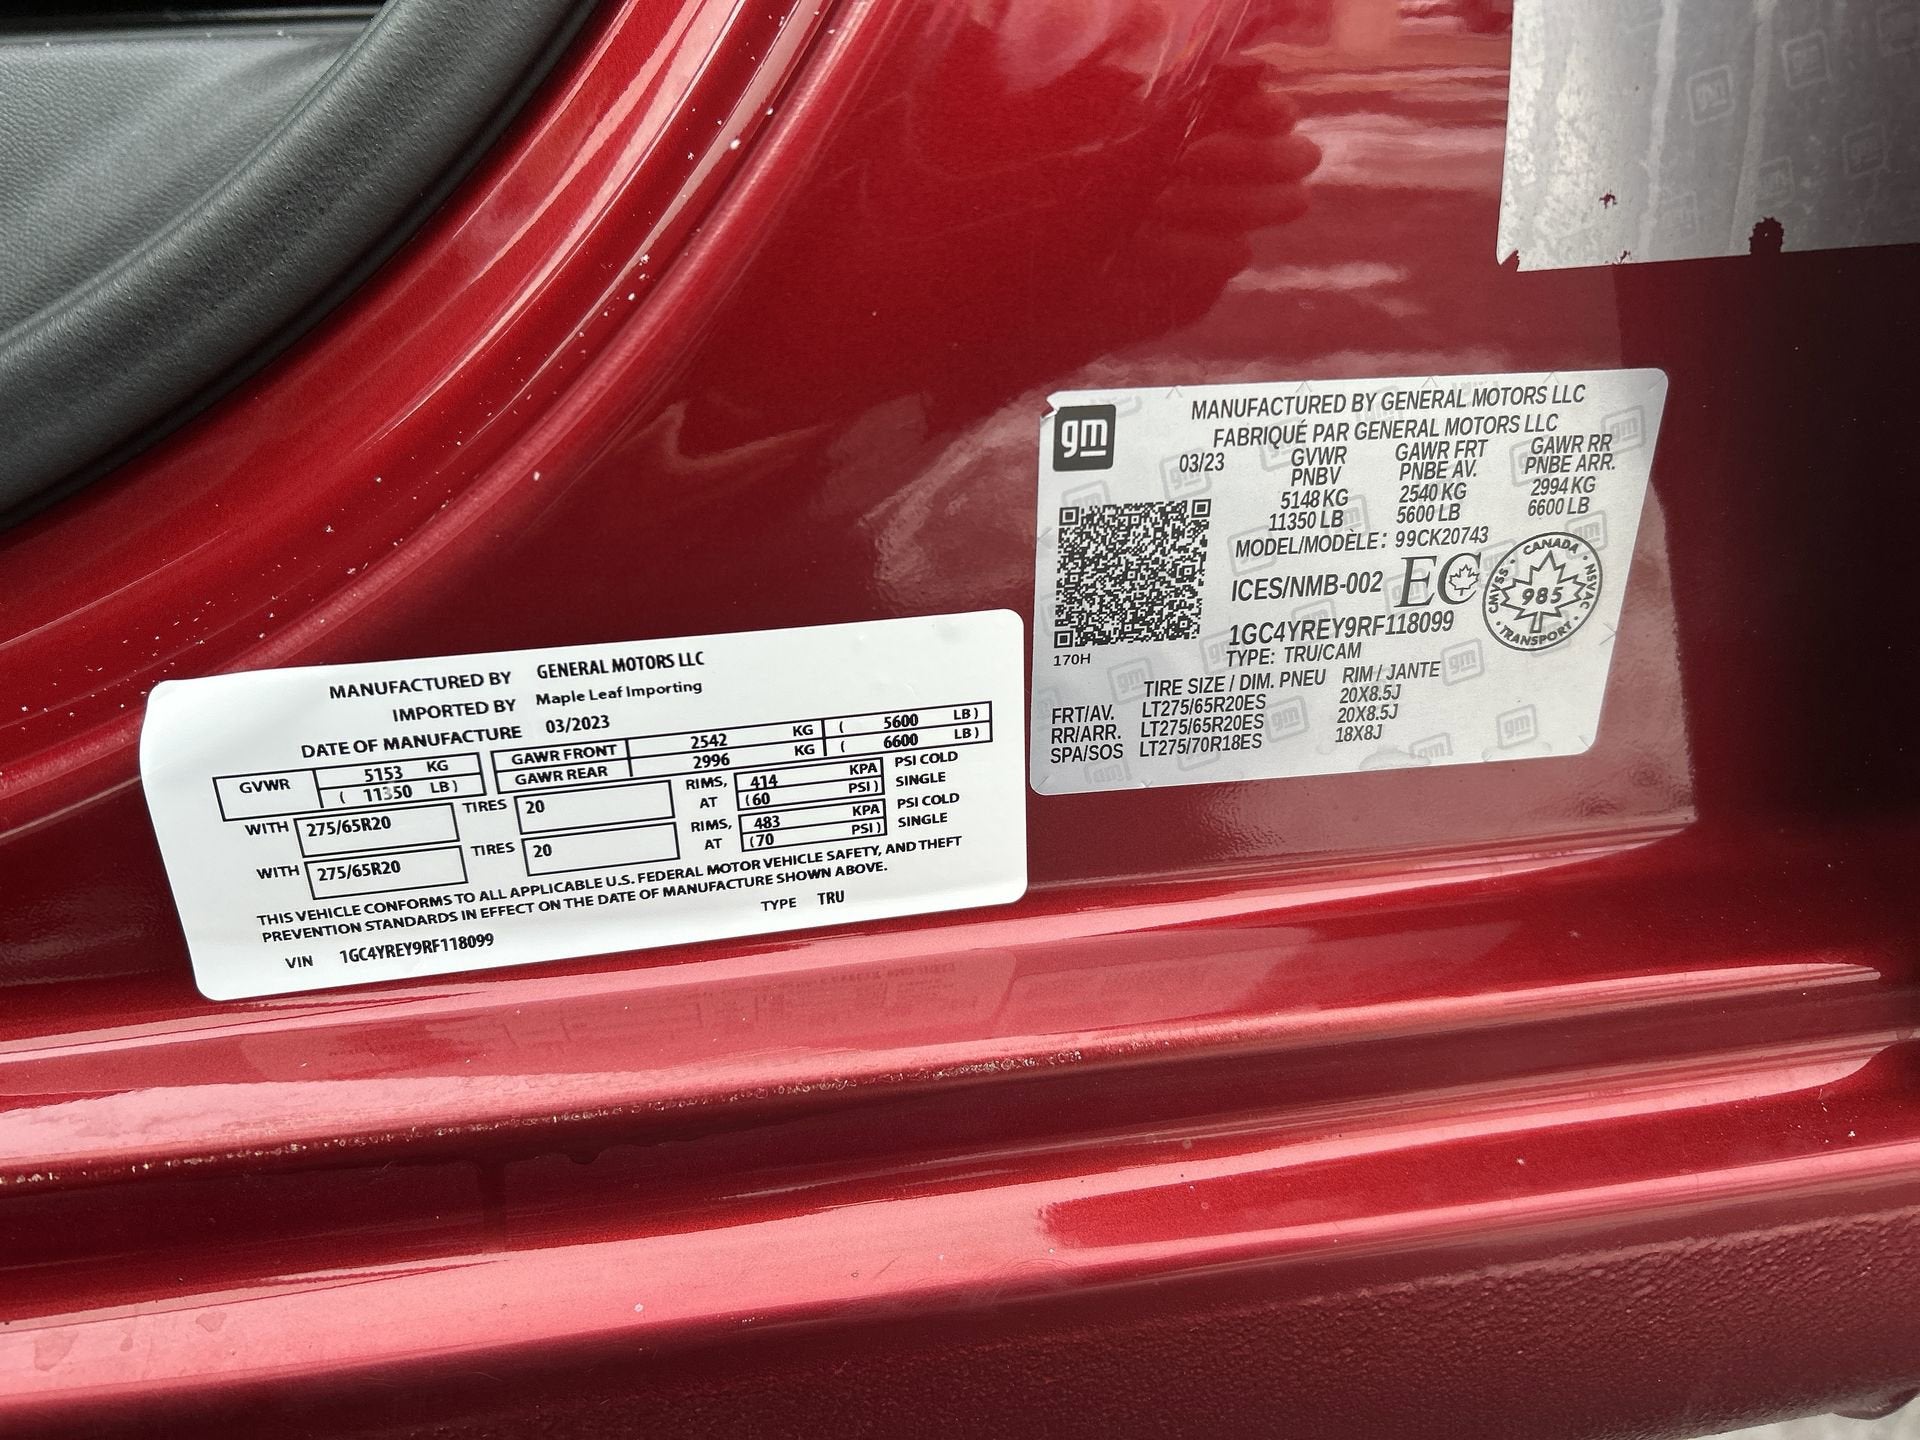 MANUFACTURED BY GENERAL MOTORS LLC
IMPORTED BY Maple Leaf Importing
DATE OF MANUFACTURE 03/2023
GVWR 5153 KG
( 11350 LB )
GAWR FRONT 2542 KG ( 5600 LB )
GAWR REAR 2996 KG ( 6600 LB )
WITH 275/65R20 TIRES 20 RIMS, AT 414 KPA (60 PSI) PSI COLD SINGLE
WITH 275/65R20 TIRES 20 RIMS, AT 483 KPA (70 PSI) PSI COLD SINGLE
THIS VEHICLE CONFORMS TO ALL APPLICABLE U.S. FEDERAL MOTOR VEHICLE SAFETY, AND THEFT
PREVENTION STANDARDS IN EFFECT ON THE DATE OF MANUFACTURE SHOWN ABOVE.
VIN 1GC4YREY9RF118099 TYPE TRU
gm
MANUFACTURED BY GENERAL MOTORS LLC
FABRIQUÉ PAR GENERAL MOTORS LLC
03/23 GVWR GAWR FRT GAWR RR
PNBV PNBE AV. PNBE ARR.
5148 KG 2540 KG 2994 KG
11350 LB 5600 LB 6600 LB
MODEL/MODÈLE: 99CK20743
ICES/NMB-002 EC
CANADA
CMVSS · NSVAC
985
· TRANSPORT ·
1GC4YREY9RF118099
170H
TYPE: TRU/CAM
TIRE SIZE / DIM. PNEU RIM / JANTE
FRT/AV. LT275/65R20ES 20X8.5J
RR/ARR. LT275/65R20ES 20X8.5J
SPA/SOS LT275/70R18ES 18X8J